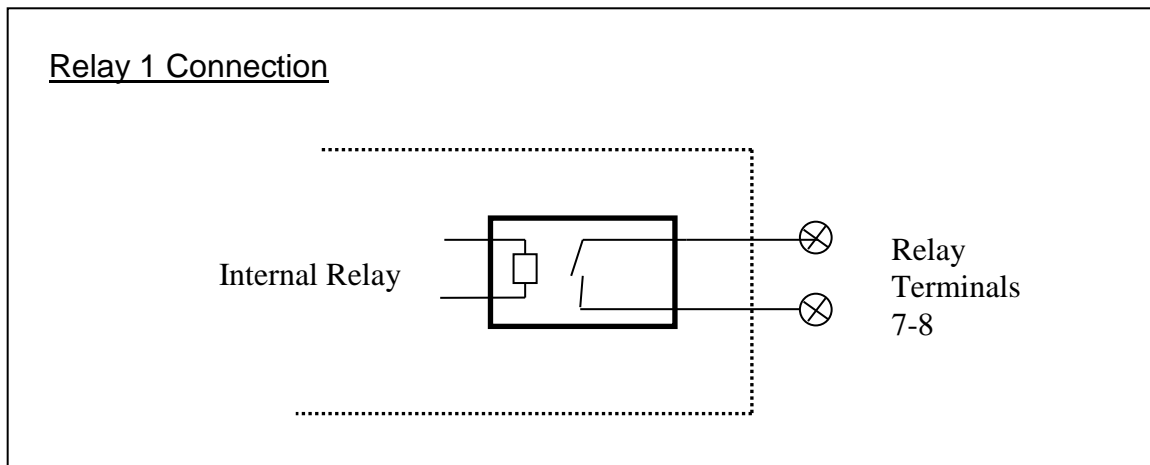 Relay 1 Connection
Internal Relay
Relay
Terminals
7-8